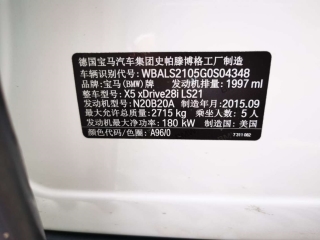 德国宝马汽车集团史帕滕博格工厂制造
车辆识别代号: WBALS2105G0S04348
品牌: 宝马(BMW)牌 发动机排量: 1997 ml
整车型号: X5 xDrive28i LS21
发动机型号: N20B20A 制造年月: 2015.09
最大允许总质量: 2715 kg 乘坐人数: 5 人
发动机最大净功率: 180 kW 制造国: 美国
颜色代号/色圈: A96/0